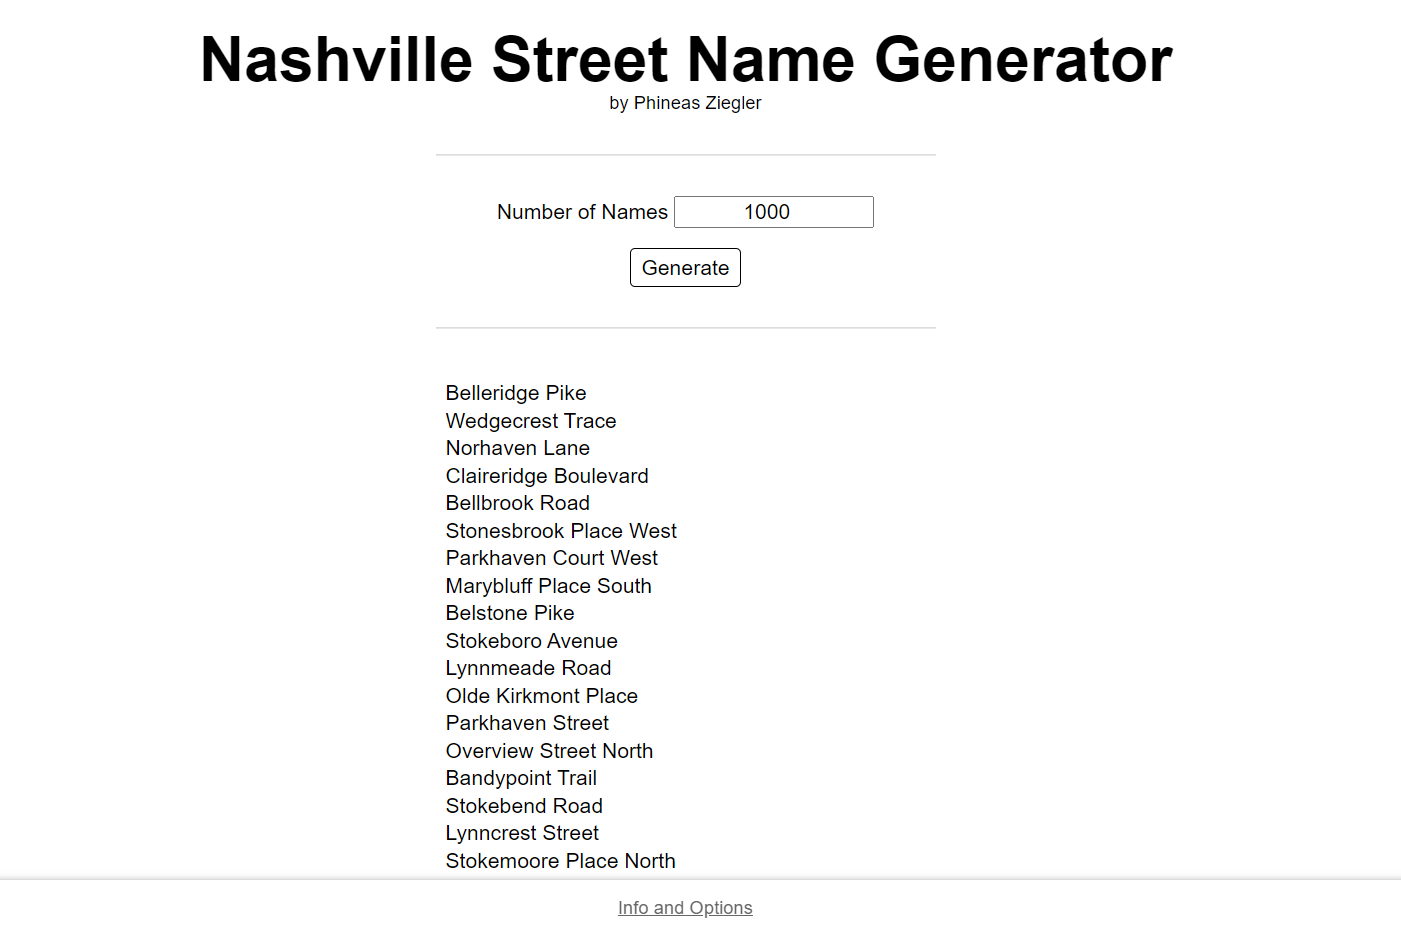 Nashville Street Name Generator
by Phineas Ziegler
Number of Names 1000
Generate
Belleridge Pike
Wedgecrest Trace
Norhaven Lane
Claireridge Boulevard
Bellbrook Road
Stonesbrook Place West
Parkhaven Court West
Marybluff Place South
Belstone Pike
Stokeboro Avenue
Lynnmeade Road
Olde Kirkmont Place
Parkhaven Street
Overview Street North
Bandypoint Trail
Stokebend Road
Lynncrest Street
Stokemoore Place North
Info and Options